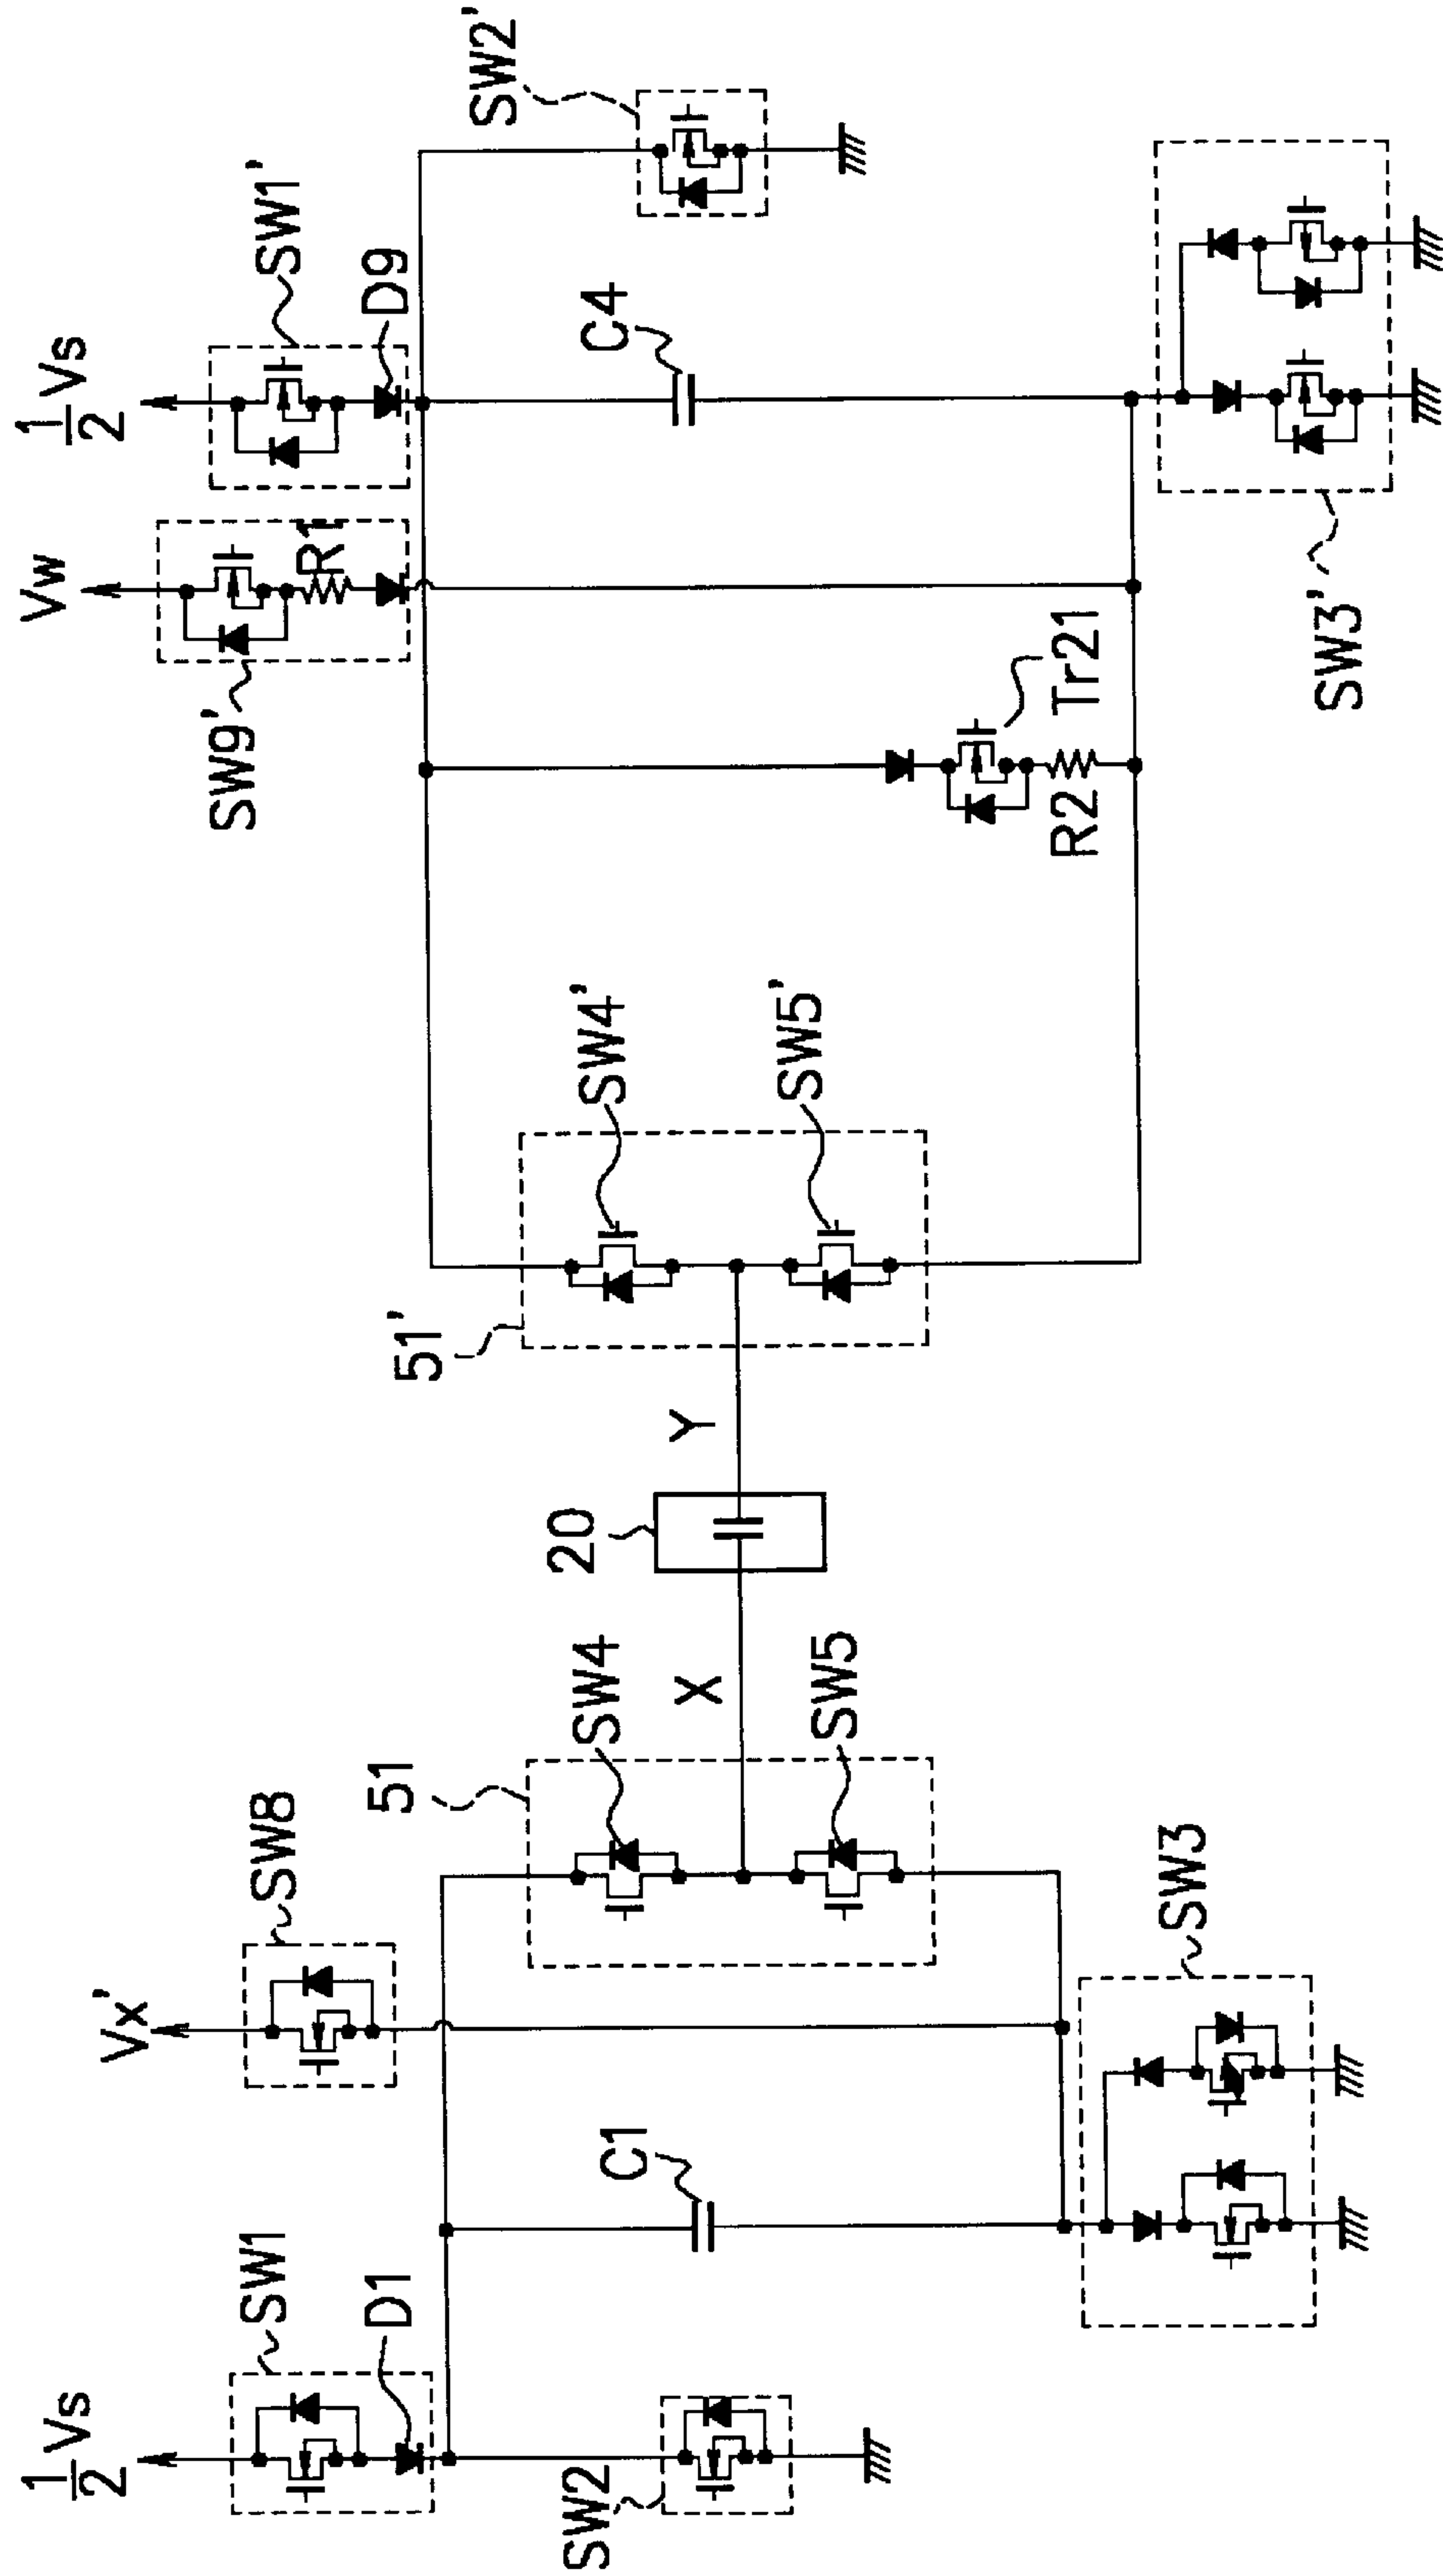 1/2 Vs
SW1
D1
SW2
C1
Vx'
SW8
51
SW4
SW5
SW3
X
20
Y
51'
SW4'
SW5'
Vw
SW9'
R1
Tr21
R2
1/2 Vs
SW1'
D9
C4
SW2'
SW3'